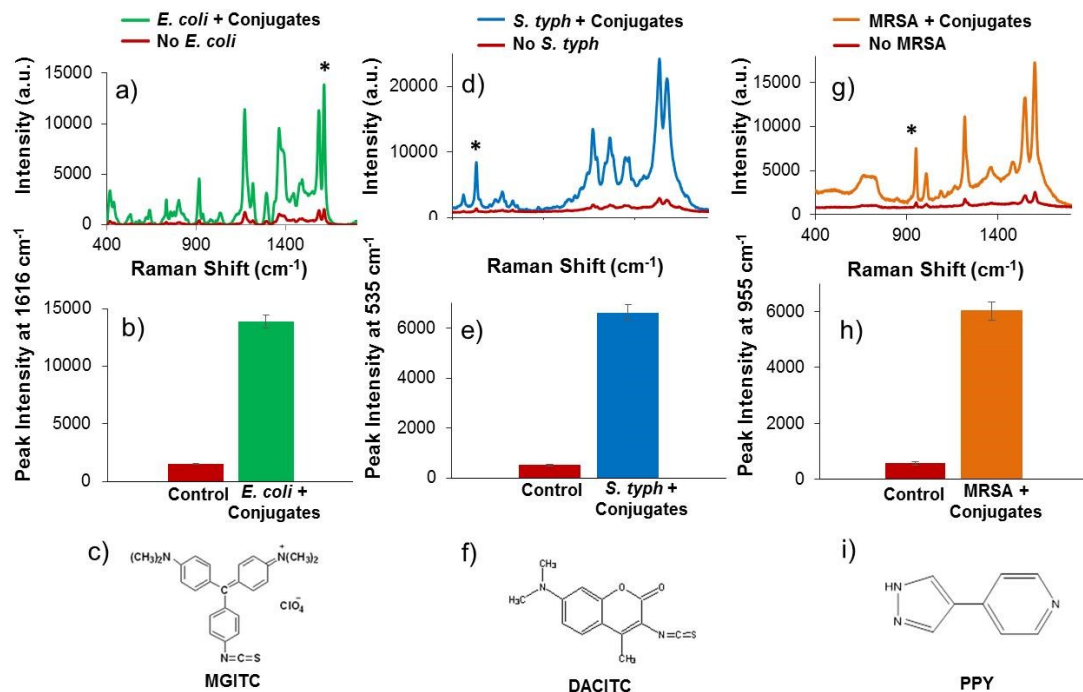 E. coli + Conjugates
No E. coli
a)
*
Intensity (a.u.)
15000
10000
5000
0
400
900
1400
Raman Shift (cm-1)
S. typh + Conjugates
No S. typh
d)
*
Intensity (a.u.)
20000
10000
0
Raman Shift (cm-1)
MRSA + Conjugates
No MRSA
g)
*
Intensity (a.u.)
15000
10000
5000
0
400
900
1400
Raman Shift (cm-1)
b)
Peak Intensity at 1616 cm-1
15000
10000
5000
0
Control
E. coli +
Conjugates
e)
Peak Intensity at 535 cm-1
6000
4000
2000
0
Control
S. typh +
Conjugates
h)
Peak Intensity at 955 cm-1
6000
4000
2000
0
Control
MRSA +
Conjugates
c)
(CH3)2N
+
N(CH3)2
C
ClO4-
N=C=S
MGITC
f)
CH3
H3C
N
O
O
N=C=S
CH3
DACITC
i)
HN
N
N
PPY